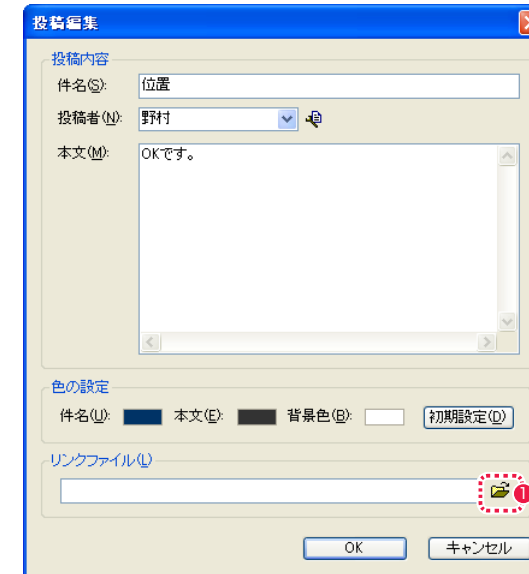 投稿編集
投稿内容
件名(S): 位置
投稿者(N): 野村
本文(M): OKです。
色の設定
件名(U): 本文(E): 背景色(B): 初期設定(D)
リンクファイル(L)
1
OK キャンセル